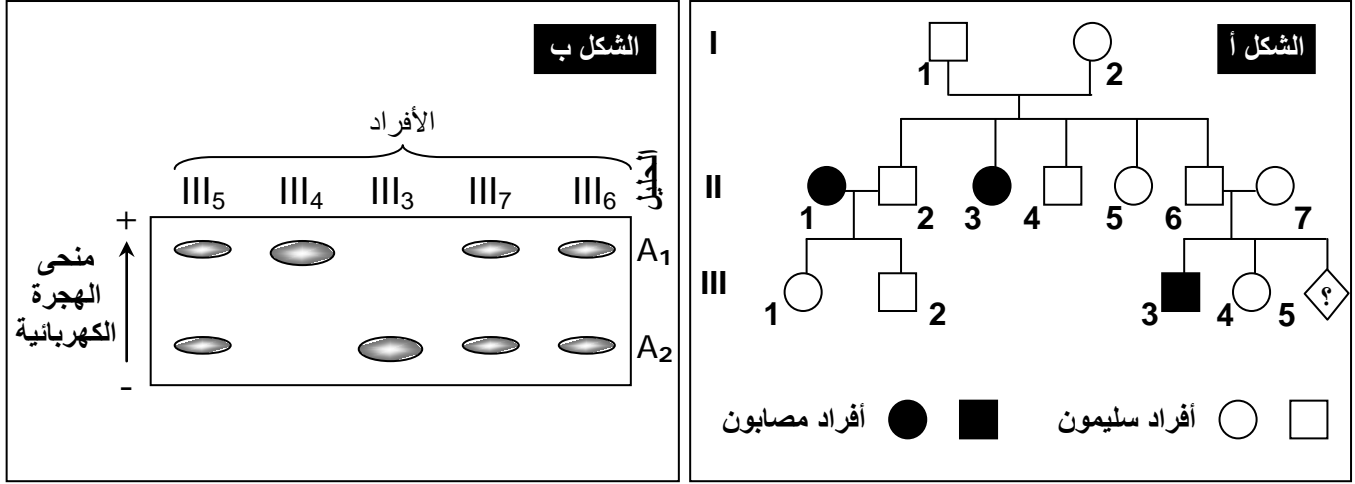 الشكل أ
I
1 2
II
1 2 3 4 5 6 7
III
1 2 3 4 5
؟
أفراد سليمون
أفراد مصابون
الشكل ب
الأفراد
III5 III4 III3 III7 III6
+
A1
منحى
الهجرة
الكهربائية
A2
-